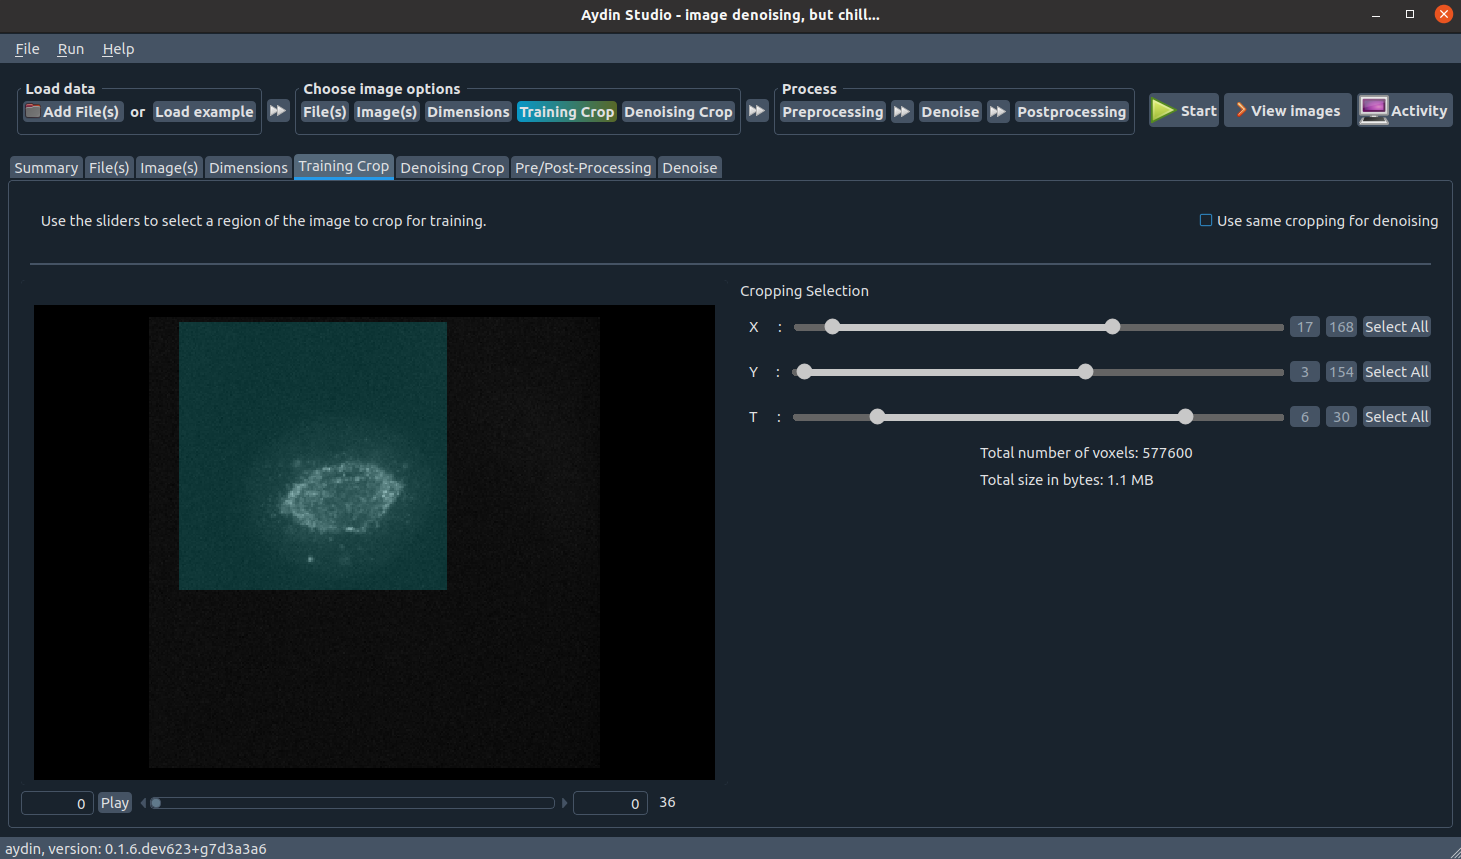 Aydin Studio - image denoising, but chill...
File Run Help
Load data Choose image options Process
Add File(s) or Load example File(s) Image(s) Dimensions Training Crop Denoising Crop Preprocessing Denoise Postprocessing Start View images Activity
Summary File(s) Image(s) Dimensions Training Crop Denoising Crop Pre/Post-Processing Denoise
Use the sliders to select a region of the image to crop for training. Use same cropping for denoising
Cropping Selection
X : 17 168 Select All
Y : 3 154 Select All
T : 6 30 Select All
Total number of voxels: 577600
Total size in bytes: 1.1 MB
0 Play 0 36
aydin, version: 0.1.6.dev623+g7d3a3a6